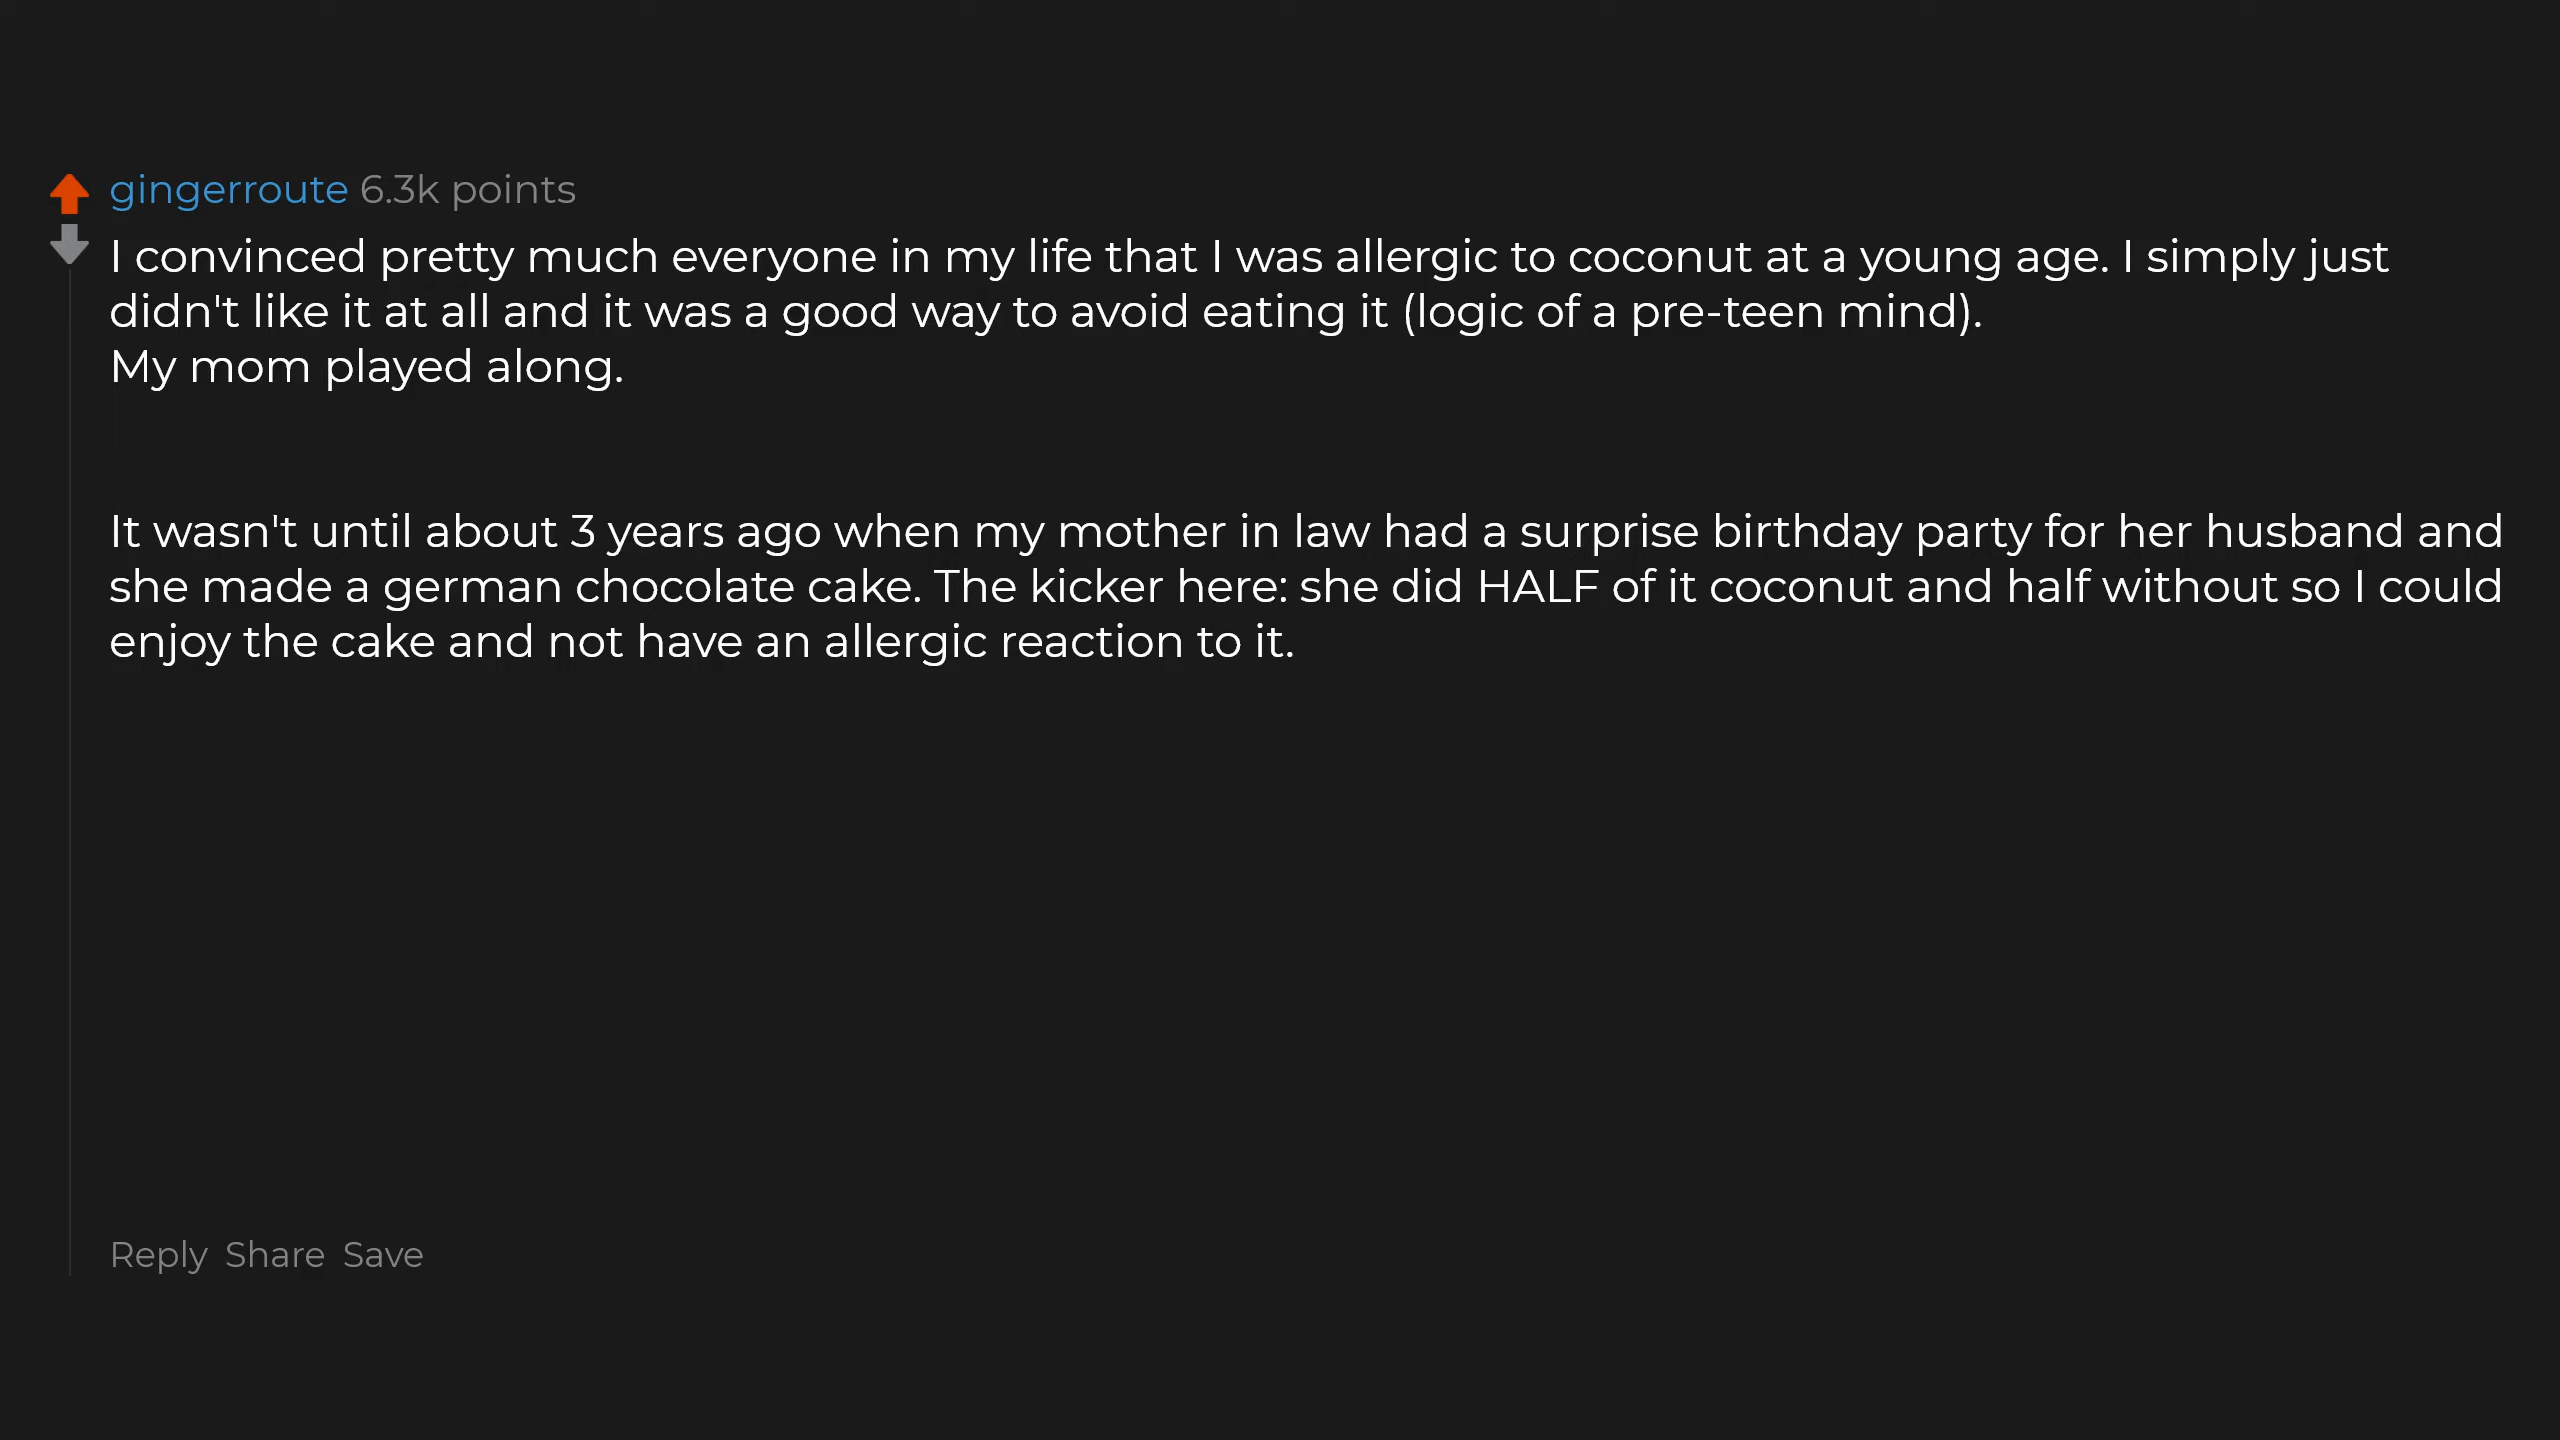 gingerroute 6.3k points
I convinced pretty much everyone in my life that I was allergic to coconut at a young age. I simply just
didn't like it at all and it was a good way to avoid eating it (logic of a pre-teen mind).
My mom played along.
It wasn't until about 3 years ago when my mother in law had a surprise birthday party for her husband and
she made a german chocolate cake. The kicker here: she did HALF of it coconut and half without so I could
enjoy the cake and not have an allergic reaction to it.
Reply Share Save